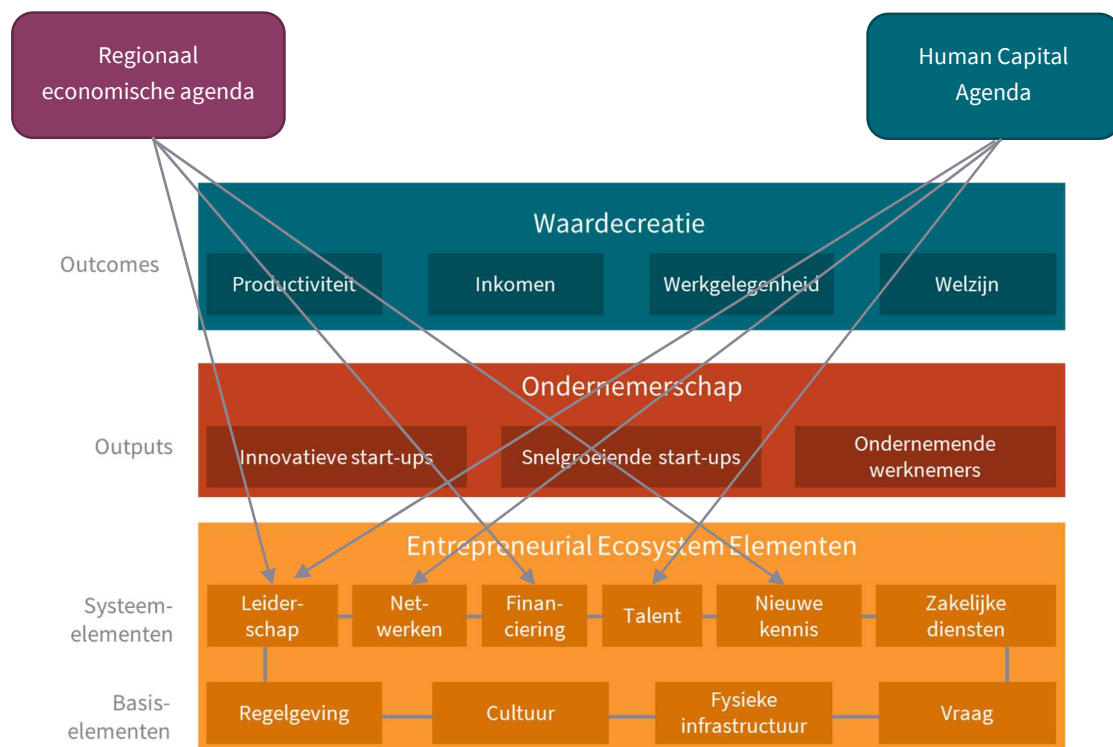 Regionaal
economische agenda
Human Capital
Agenda
Waardecreatie
Outcomes
Productiviteit
Inkomen
Werkgelegenheid
Welzijn
Ondernemerschap
Outputs
Innovatieve start-ups
Snelgroeiende start-ups
Ondernemende
werknemers
Entrepreneurial Ecosystem Elementen
Systeem-
elementen
Leider-
schap
Net-
werken
Finan-
ciering
Talent
Nieuwe
kennis
Zakelijke
diensten
Basis-
elementen
Regelgeving
Cultuur
Fysieke
infrastructuur
Vraag